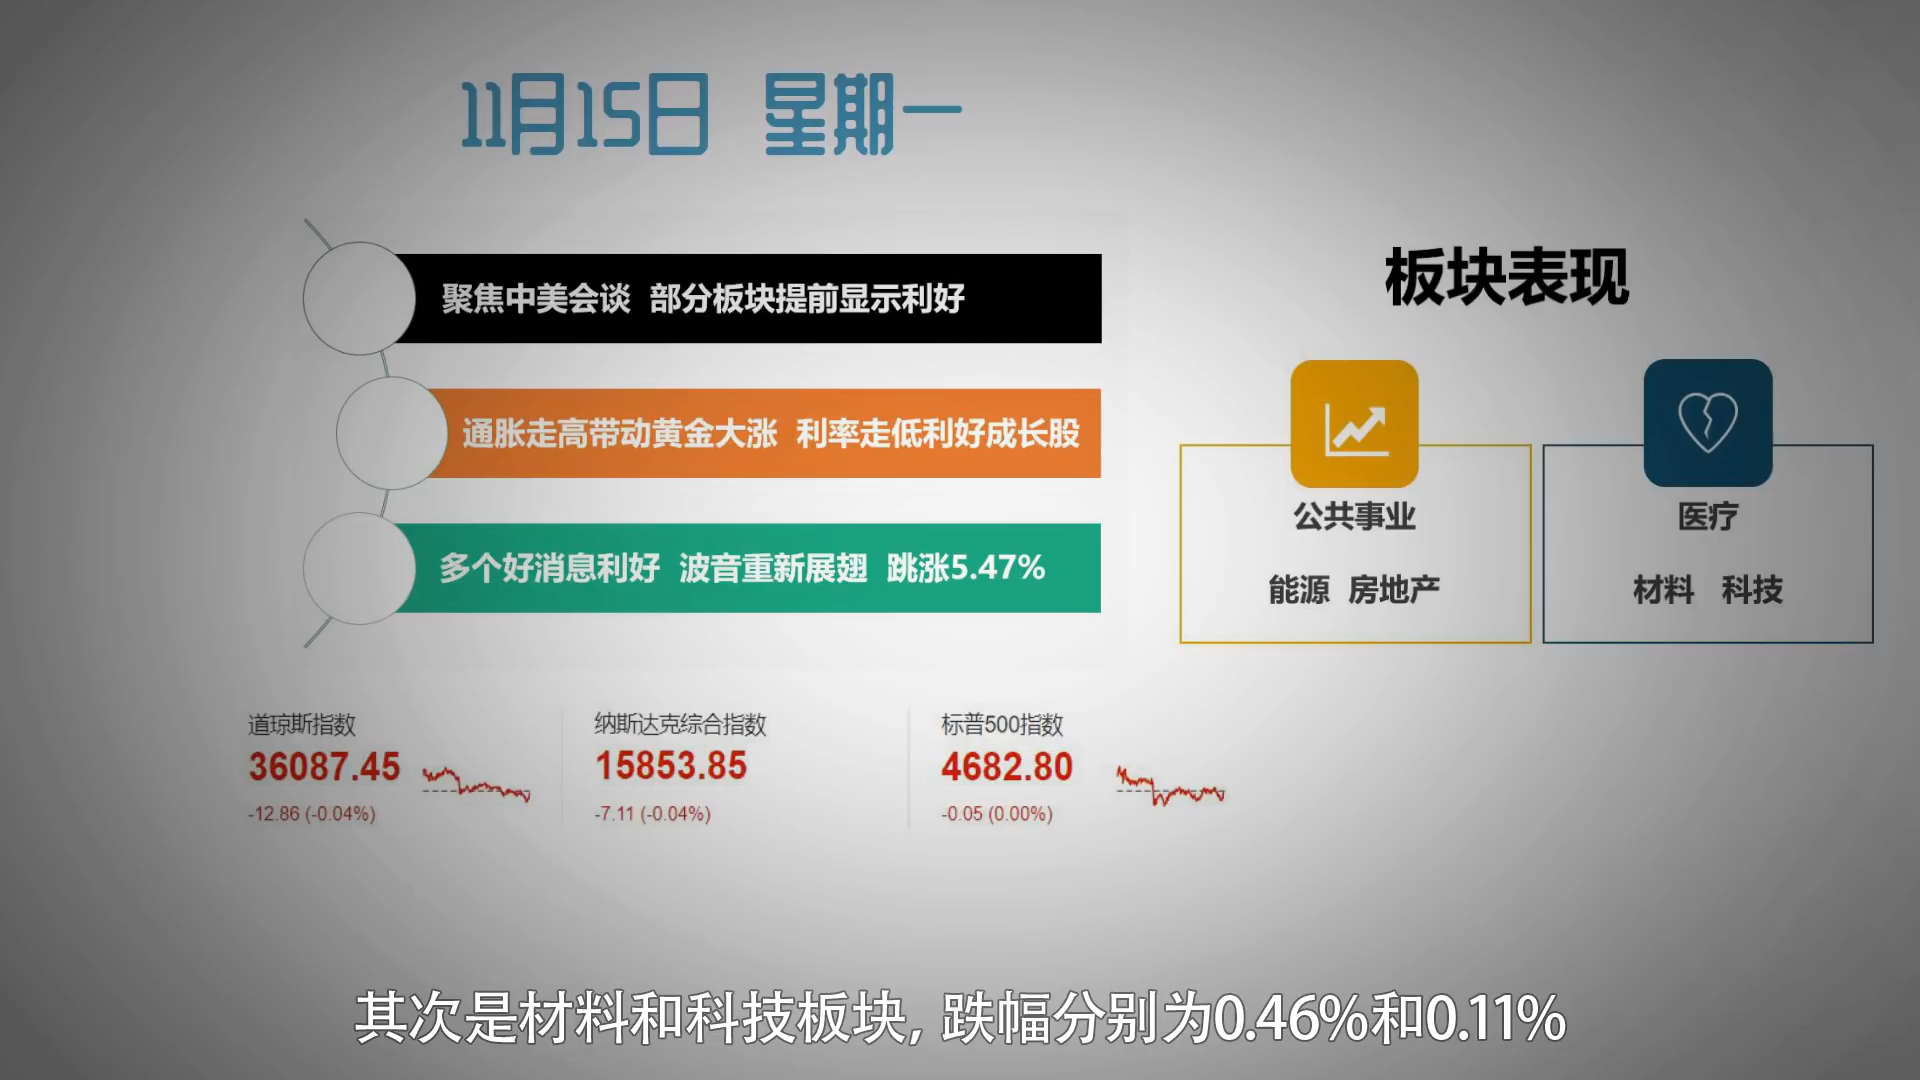 11月15日 星期一
聚焦中美会谈 部分板块提前显示利好
通胀走高带动黄金大涨 利率走低利好成长股
多个好消息利好 波音重新展翅 跳涨5.47%
板块表现
公共事业
能源 房地产
医疗
材料 科技
道琼斯指数
36087.45
-12.86 (-0.04%)
纳斯达克综合指数
15853.85
-7.11 (-0.04%)
标普500指数
4682.80
-0.05 (0.00%)
其次是材料和科技板块, 跌幅分别为0.46%和0.11%